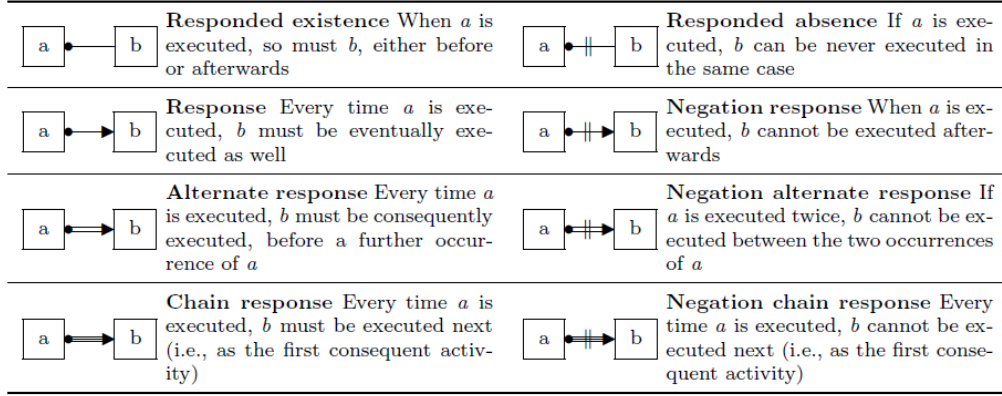 a b Responded existence When a is
executed, so must b, either before
or afterwards
a b Responded absence If a is exe-
cuted, b can be never executed in
the same case
a b Response Every time a is exe-
cuted, b must be eventually exe-
cuted as well
a b Negation response When a is ex-
ecuted, b cannot be executed after-
wards
a b Alternate response Every time a
is executed, b must be consequently
executed, before a further occur-
rence of a
a b Negation alternate response If
a is executed twice, b cannot be ex-
ecuted between the two occurrences
of a
a b Chain response Every time a is
executed, b must be executed next
(i.e., as the first consequent activ-
ity)
a b Negation chain response Every
time a is executed, b cannot be ex-
ecuted next (i.e., as the first conse-
quent activity)